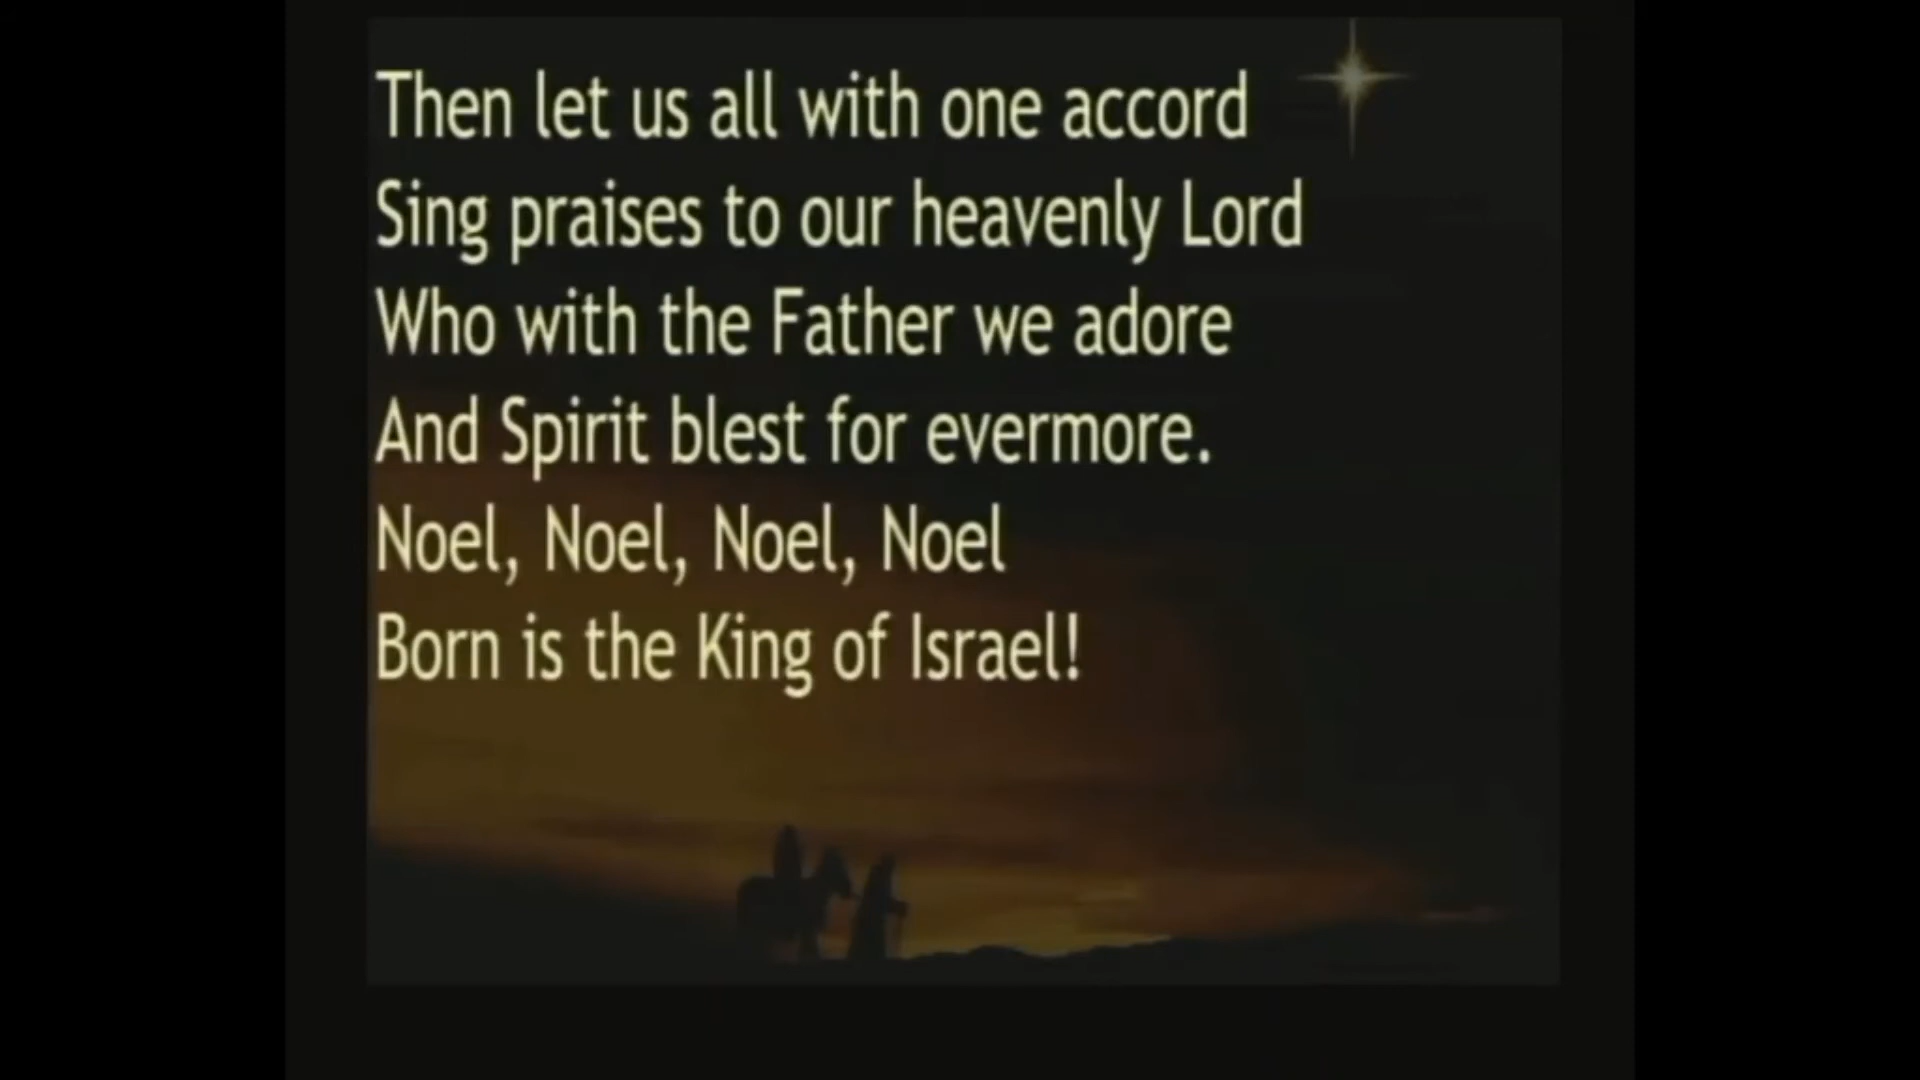 Then let us all with one accord
Sing praises to our heavenly Lord
Who with the Father we adore
And Spirit blest for evermore.
Noel, Noel, Noel, Noel
Born is the King of Israel!